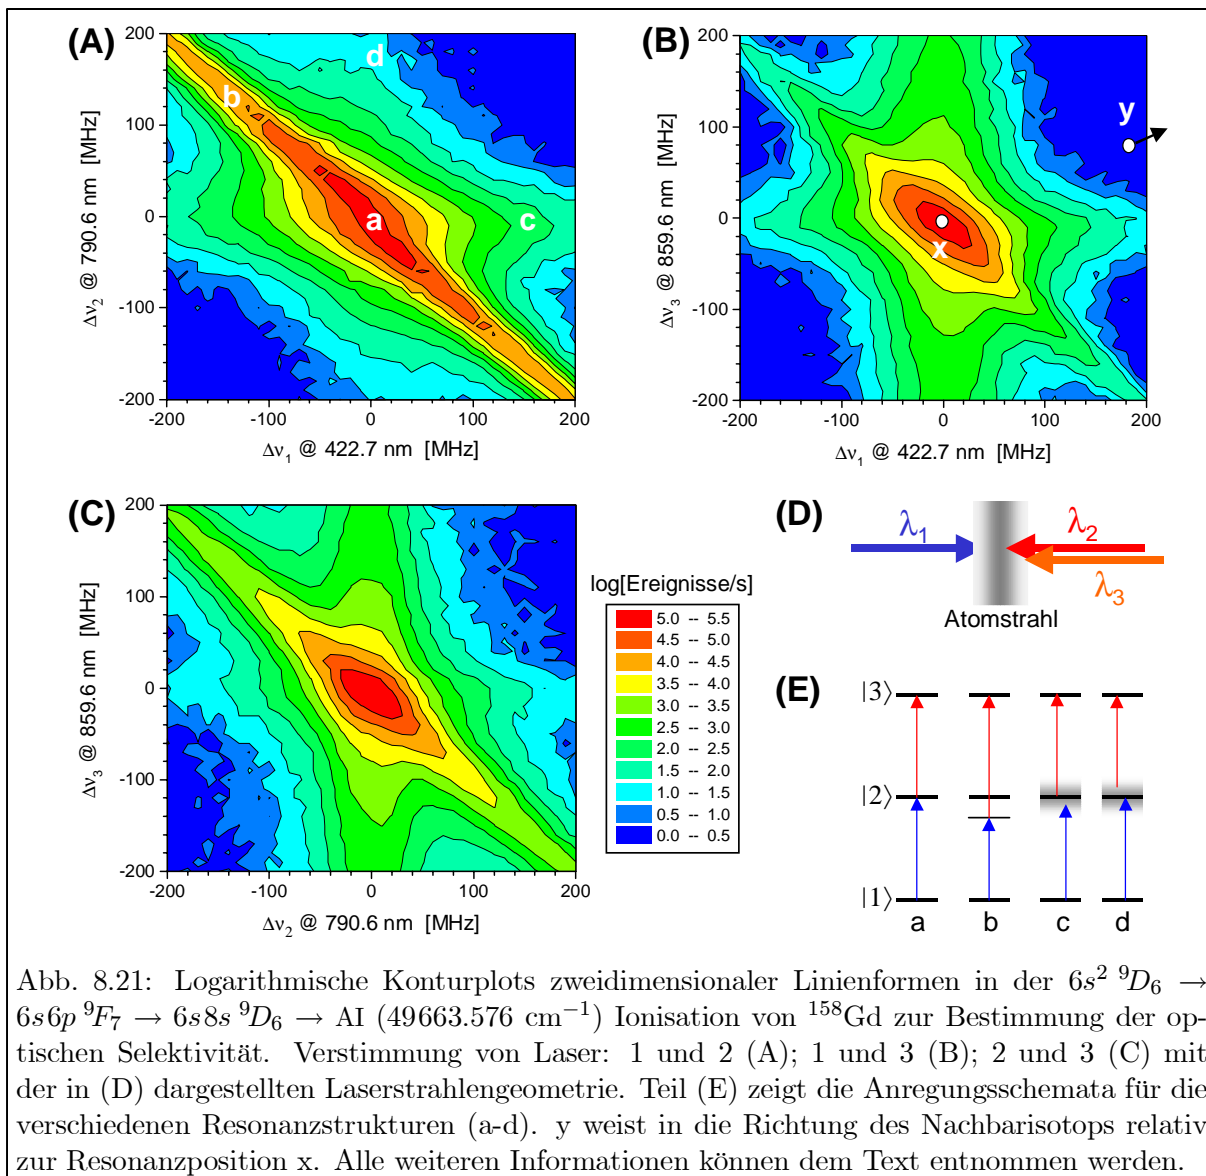 (A)
200
100
0
-100
-200
-200
-100
0
100
200
Δν2 @ 790.6 nm [MHz]
Δν1 @ 422.7 nm [MHz]
a
b
c
d
(B)
200
100
0
-100
-200
-200
-100
0
100
200
Δν3 @ 859.6 nm [MHz]
Δν1 @ 422.7 nm [MHz]
x
y
(C)
200
100
0
-100
-200
-200
-100
0
100
200
Δν3 @ 859.6 nm [MHz]
Δν2 @ 790.6 nm [MHz]
log[Ereignisse/s]
5.0 -- 5.5
4.5 -- 5.0
4.0 -- 4.5
3.5 -- 4.0
3.0 -- 3.5
2.5 -- 3.0
2.0 -- 2.5
1.5 -- 2.0
1.0 -- 1.5
0.5 -- 1.0
0.0 -- 0.5
(D)
λ1
λ2
λ3
Atomstrahl
(E)
|3⟩
|2⟩
|1⟩
a b c d
Abb. 8.21: Logarithmische Konturplots zweidimensionaler Linienformen in der 6s² ⁹D₆ →
6s6p ⁹F₇ → 6s8s ⁹D₆ → AI (49663.576 cm⁻¹) Ionisation von ¹⁵⁸Gd zur Bestimmung der op-
tischen Selektivität. Verstimmung von Laser: 1 und 2 (A); 1 und 3 (B); 2 und 3 (C) mit
der in (D) dargestellten Laserstrahlengeometrie. Teil (E) zeigt die Anregungsschemata für die
verschiedenen Resonanzstrukturen (a-d). y weist in die Richtung des Nachbarisotops relativ
zur Resonanzposition x. Alle weiteren Informationen können dem Text entnommen werden.